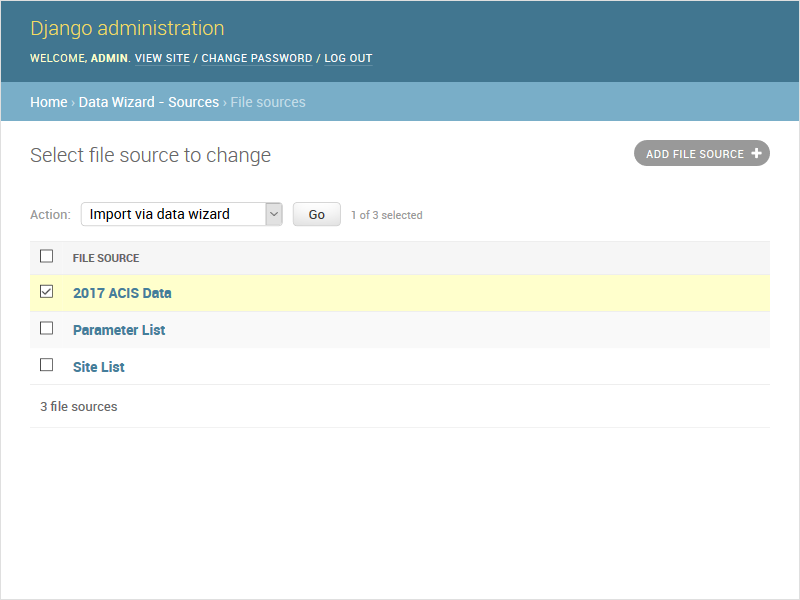 Django administration
WELCOME, ADMIN. VIEW SITE / CHANGE PASSWORD / LOG OUT
Home › Data Wizard - Sources › File sources
Select file source to change
ADD FILE SOURCE +
Action: Import via data wizard Go 1 of 3 selected
FILE SOURCE
2017 ACIS Data
Parameter List
Site List
3 file sources